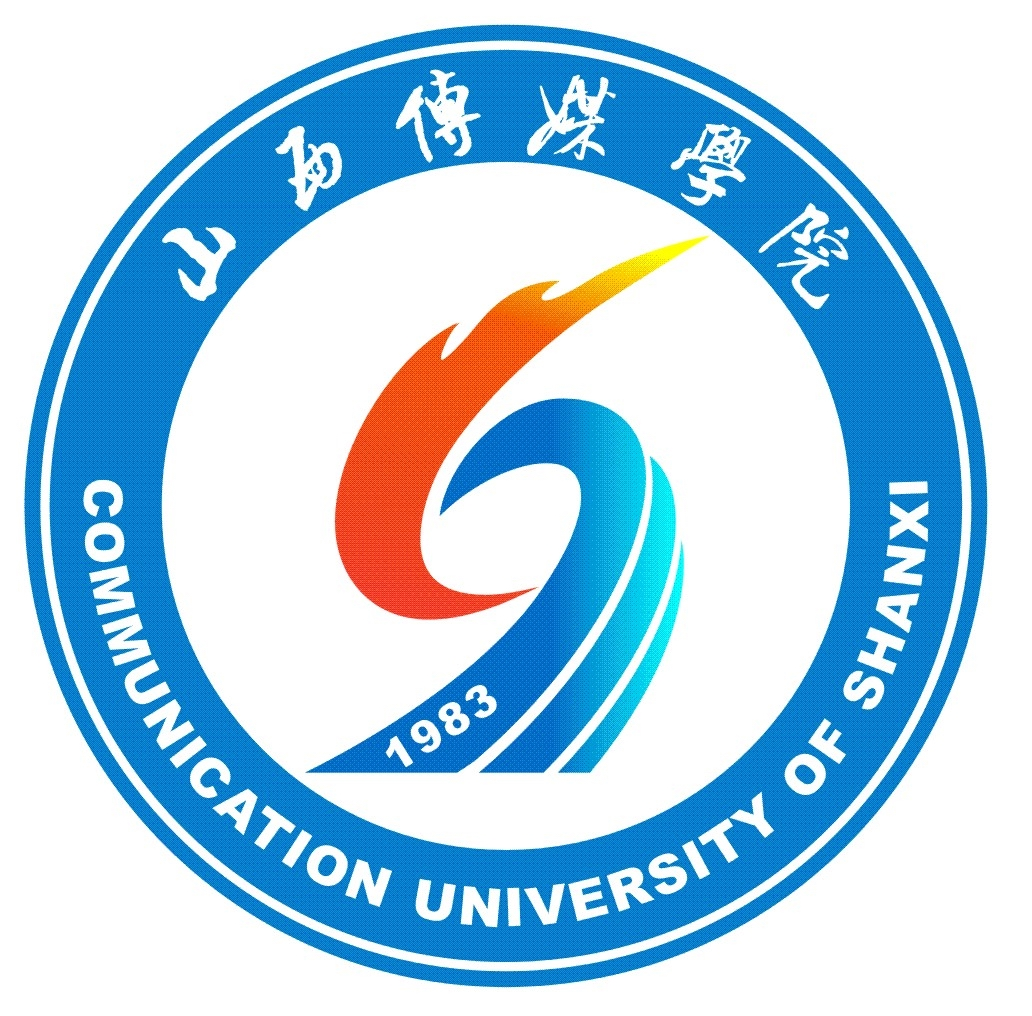 山西傳媒學院
1983
COMMUNICATION UNIVERSITY OF SHANXI